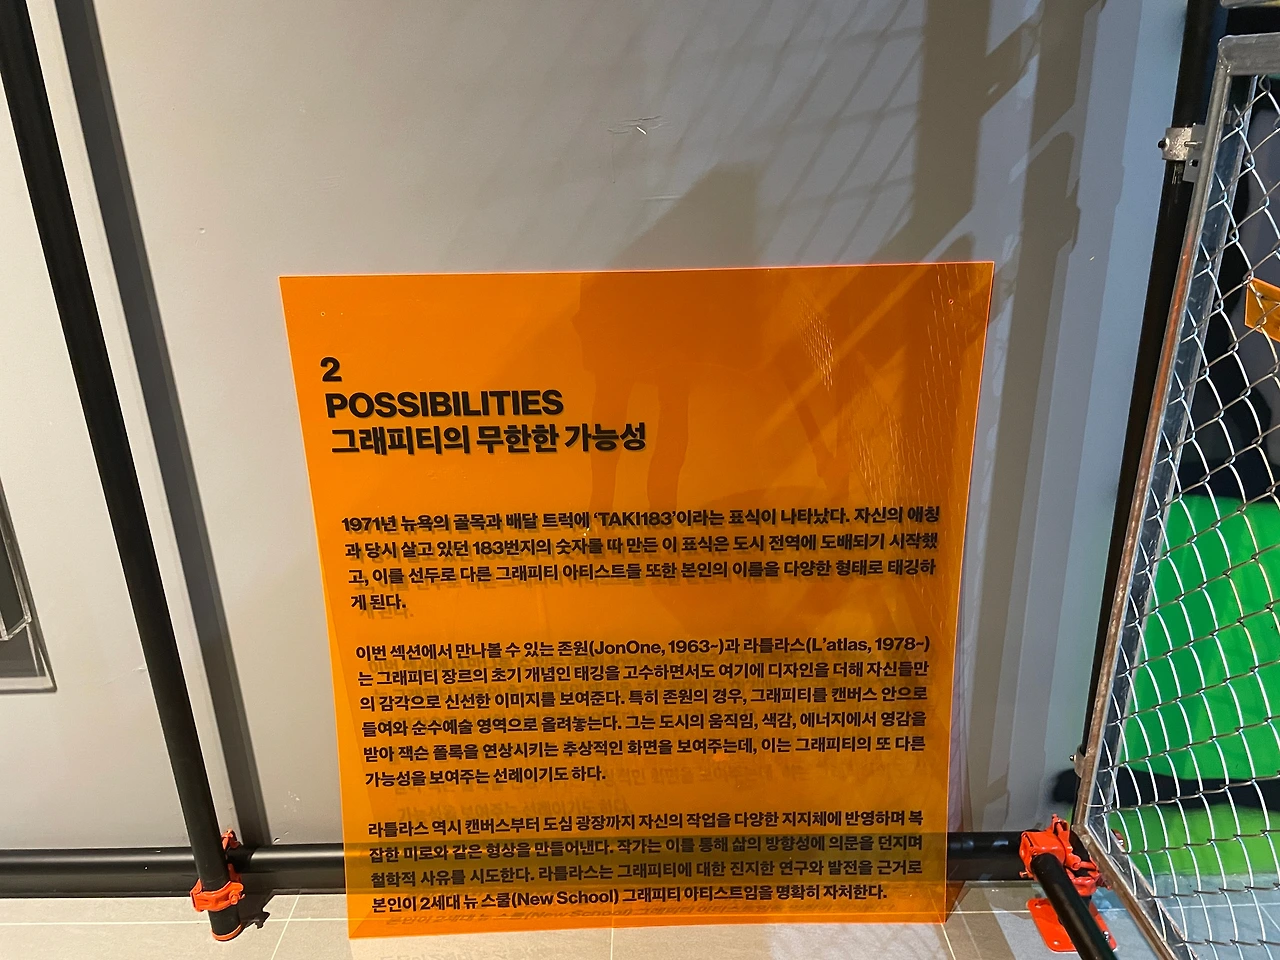 2
POSSIBILITIES
그래피티의 무한한 가능성
1971년 뉴욕의 골목과 배달 트럭에 ‘TAKI183’이라는 표식이 나타났다. 자신의 애칭
과 당시 살고 있던 183번지의 숫자를 따 만든 이 표식은 도시 전역에 도배되기 시작했
고, 이를 선두로 다른 그래피티 아티스트들 또한 본인의 이름을 다양한 형태로 태깅하
게 된다.
이번 섹션에서 만나볼 수 있는 존원(JonOne, 1963~)과 라틀라스(L’atlas, 1978~)
는 그래피티 장르의 초기 개념인 태깅을 고수하면서도 여기에 디자인을 더해 자신들만
의 감각으로 신선한 이미지를 보여준다. 특히 존원의 경우, 그래피티를 캔버스 안으로
들여와 순수예술 영역으로 올려놓는다. 그는 도시의 움직임, 색감, 에너지에서 영감을
받아 잭슨 폴록을 연상시키는 추상적인 화면을 보여주는데, 이는 그래피티의 또 다른
가능성을 보여주는 선례이기도 하다.
라틀라스 역시 캔버스부터 도심 광장까지 자신의 작업을 다양한 지지체에 반영하며 복
잡한 미로와 같은 형상을 만들어낸다. 작가는 이를 통해 삶의 방향성에 의문을 던지며
철학적 사유를 시도한다. 라틀라스는 그래피티에 대한 진지한 연구와 발전을 근거로
본인이 2세대 뉴 스쿨(New School) 그래피티 아티스트임을 명확히 자처한다.